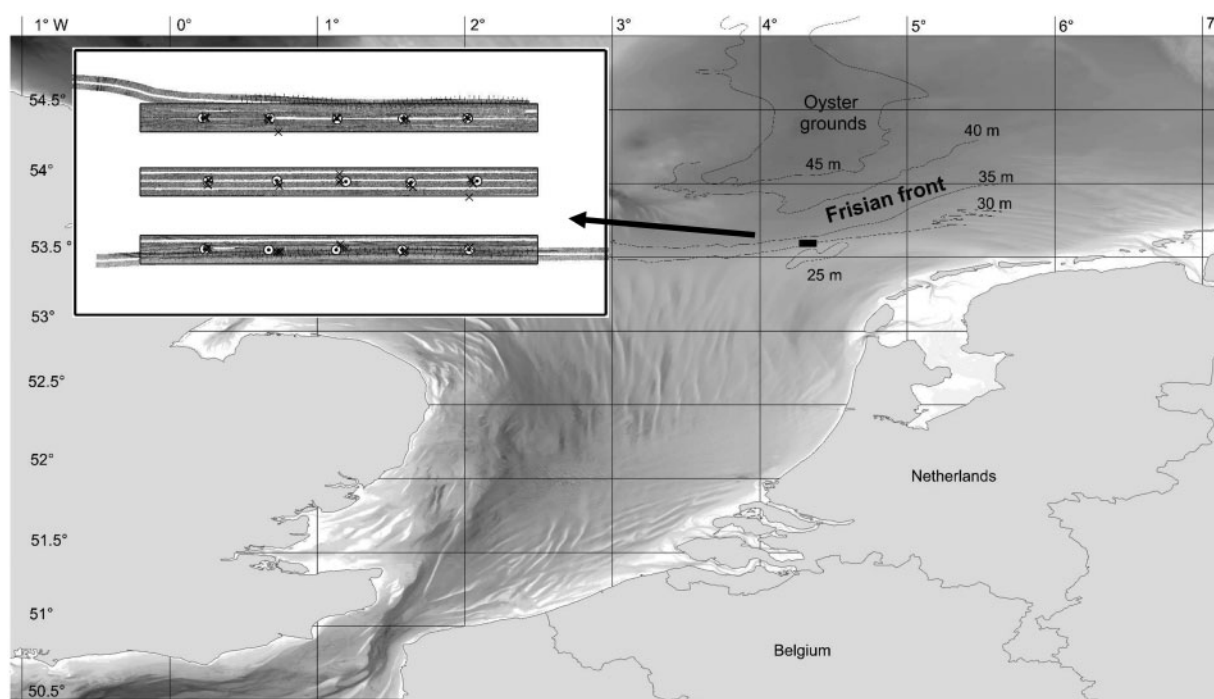 1° W 0° 1° 2° 3° 4° 5° 6° 7
54.5°
54°
53.5°
53°
52.5°
52°
51.5°
51°
50.5°
Oyster
grounds
40 m
45 m
35 m
Frisian front
30 m
25 m
Netherlands
Belgium